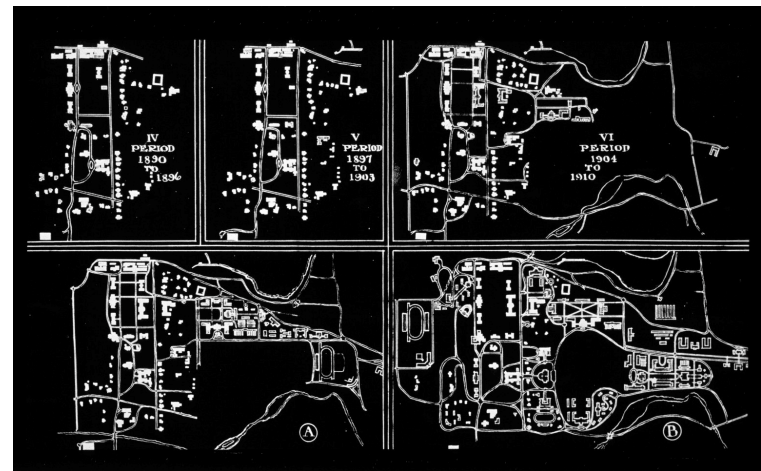 IV
PERIOD
1890
TO
1896
V
PERIOD
1897
TO
1903
VI
PERIOD
1904
TO
1910
A
B